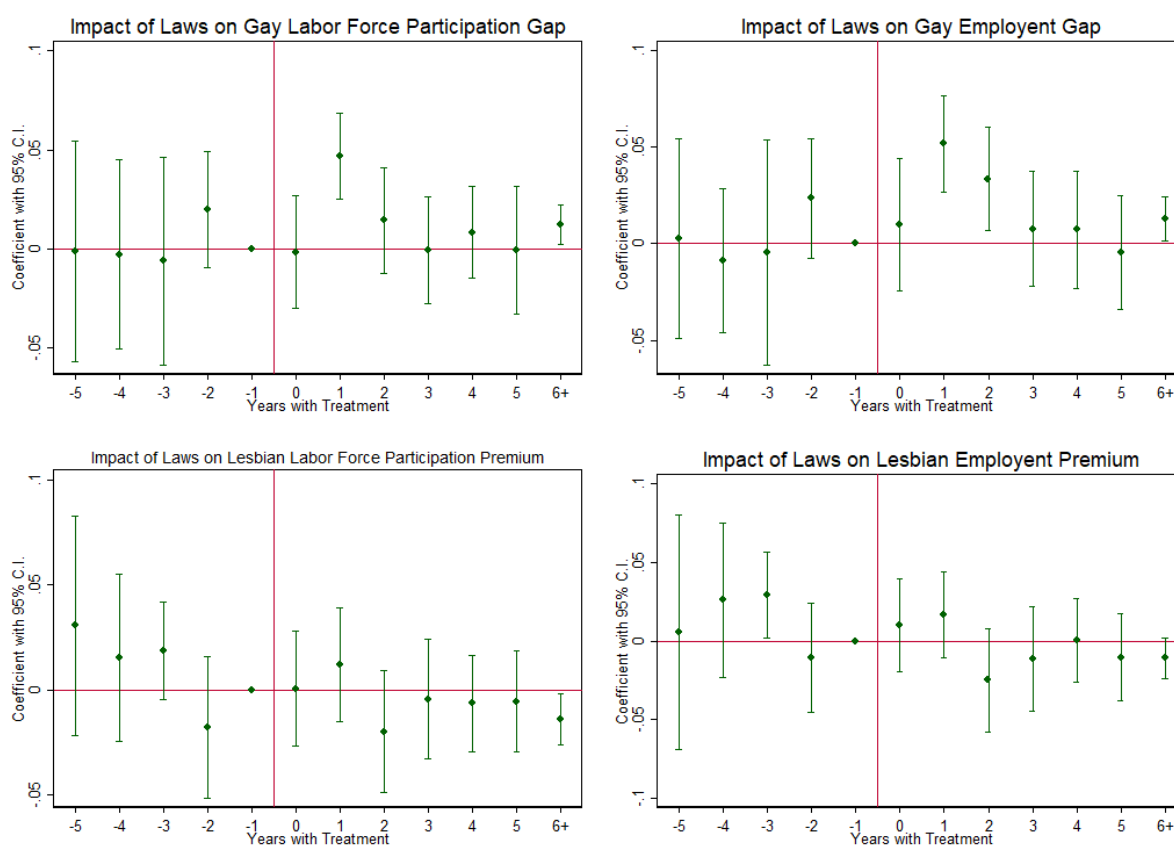 Impact of Laws on Gay Labor Force Participation Gap
Coefficient with 95% C.I.
.1
.05
0
-.05
-5 -4 -3 -2 -1 0 1 2 3 4 5 6+
Years with Treatment
Impact of Laws on Gay Employent Gap
Coefficient with 95% C.I.
.1
.05
0
-.05
-5 -4 -3 -2 -1 0 1 2 3 4 5 6+
Years with Treatment
Impact of Laws on Lesbian Labor Force Participation Premium
Coefficient with 95% C.I.
.1
.05
0
-.05
-5 -4 -3 -2 -1 0 1 2 3 4 5 6+
Years with Treatment
Impact of Laws on Lesbian Employent Premium
Coefficient with 95% C.I.
.1
.05
0
-.05
-.1
-5 -4 -3 -2 -1 0 1 2 3 4 5 6+
Years with Treatment